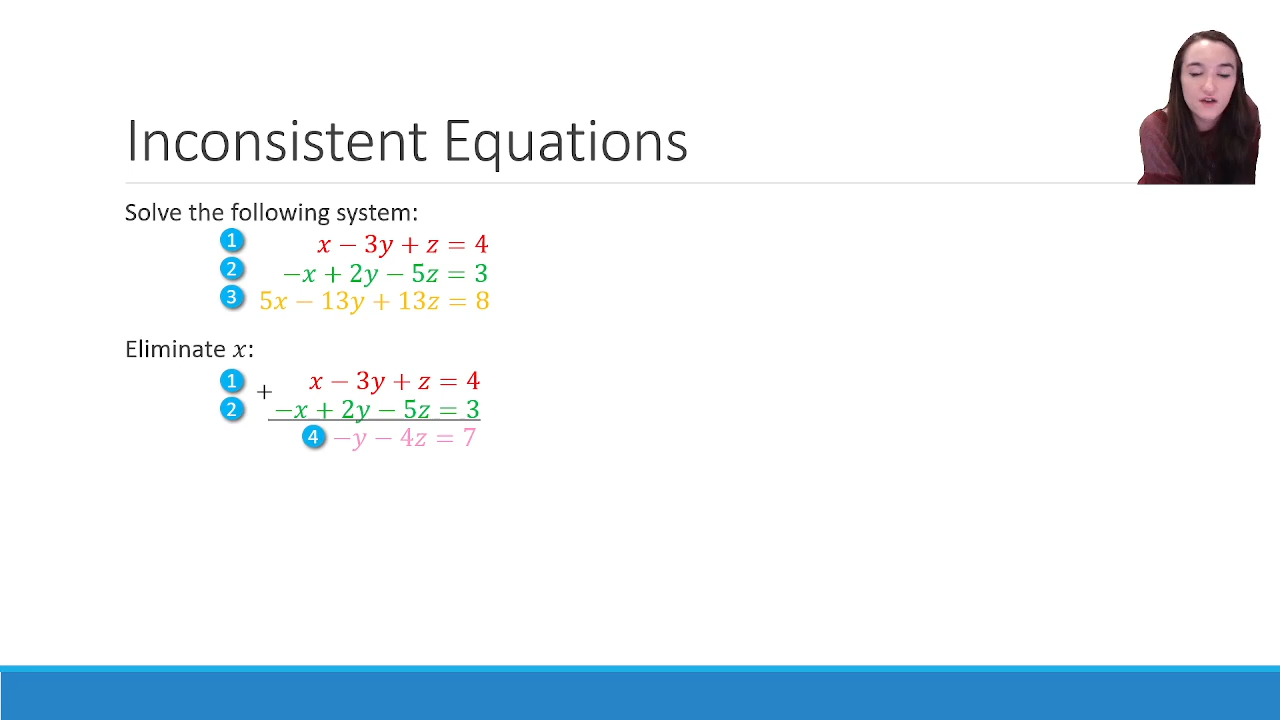 Inconsistent Equations
Solve the following system:
1 x − 3y + z = 4
2 −x + 2y − 5z = 3
3 5x − 13y + 13z = 8
Eliminate x:
1 + x − 3y + z = 4
2 −x + 2y − 5z = 3
4 −y − 4z = 7